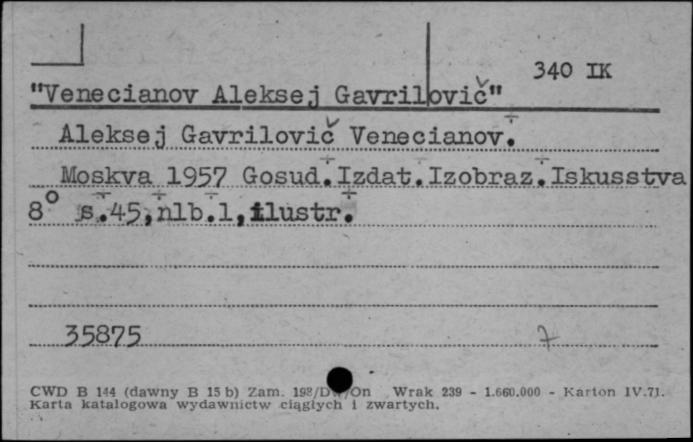 340 IK
"Venecianov Aleksej Gavrilovič"
Aleksej Gavrilovič Venecianov.
Moskva 1957 Gosud.Izdat.Izobraz.Iskusstva
8° s.45,nlb.1,ilustr.
35875 7
CWD B 144 (dawny B 15 b) Zam. 198/ /On Wrak 239 - 1.660.000 - Karton IV.71.
Karta katalogowa wydawnictw ciągłych i zwartych.